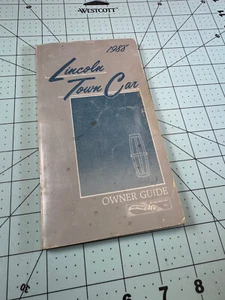 WESTCOTT
1988
Lincoln
Town Car
OWNER GUIDE
6
7
8